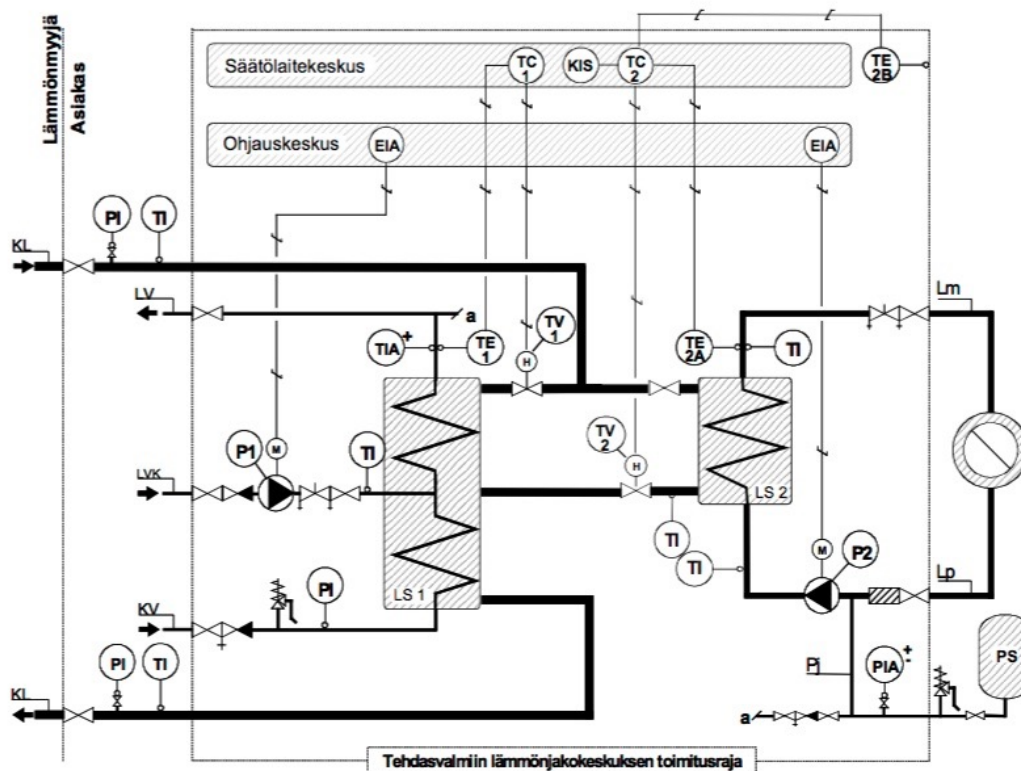 Lämmönmyyjä
Asiakas
Säätölaitekeskus
TC 1
KIS
TC 2
TE 2B
Ohjauskeskus
EIA
EIA
PI
TI
KL
LV
a
TIA
+
TE 1
TV 1
H
TE 2A
TI
Lm
TV 2
H
P1
M
TI
LVK
LS 2
TI
TI
M
P2
LS 1
PI
KV
Lp
PI
TI
KL
Pj
PIA
+
-
PS
a
Tehdasvalmiin lämmönjakokeskuksen toimitusraja